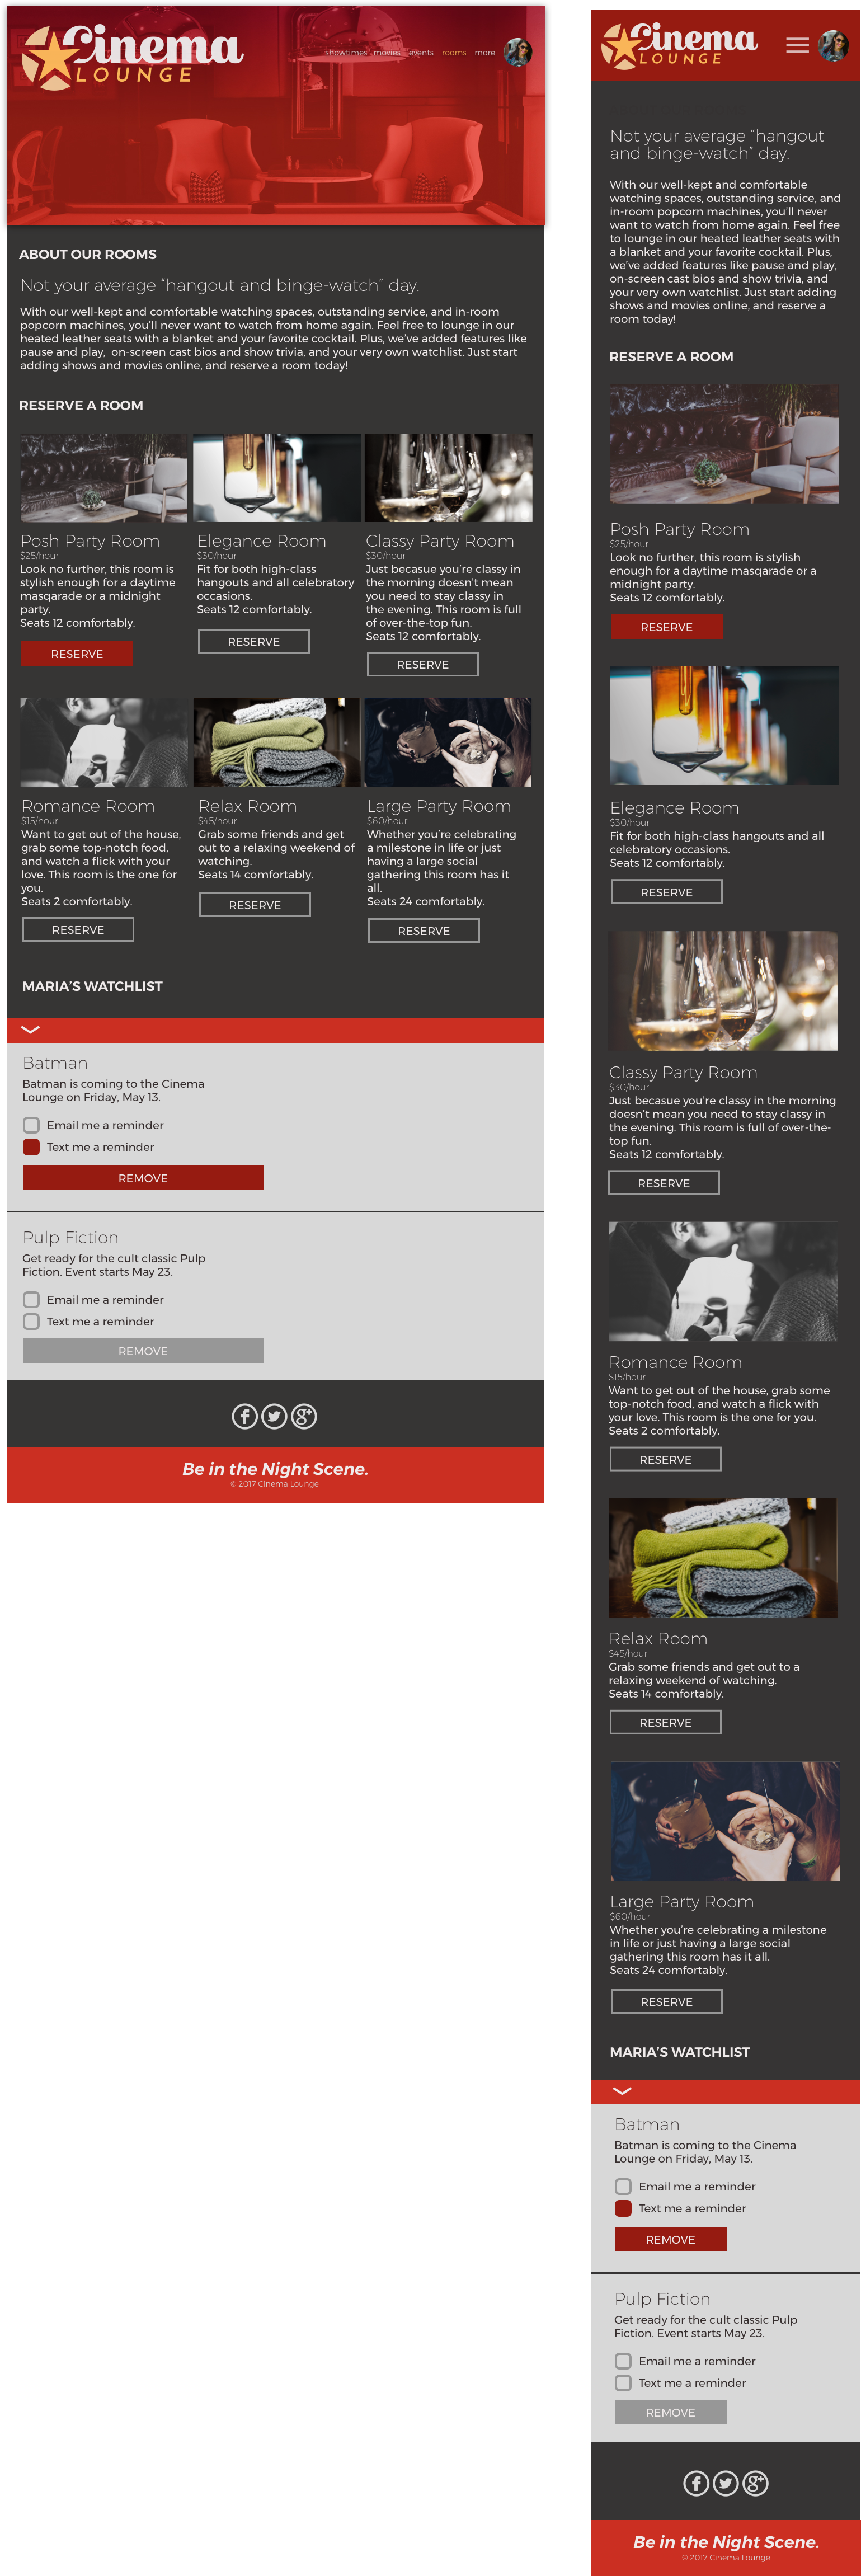 Cinema
LOUNGE
showtimes movies events rooms more
ABOUT OUR ROOMS
Not your average “hangout and binge-watch” day.
With our well-kept and comfortable watching spaces, outstanding service, and in-room
popcorn machines, you’ll never want to watch from home again. Feel free to lounge in our
heated leather seats with a blanket and your favorite cocktail. Plus, we’ve added features like
pause and play, on-screen cast bios and show trivia, and your very own watchlist. Just start
adding shows and movies online, and reserve a room today!
RESERVE A ROOM
Posh Party Room
$25/hour
Look no further, this room is
stylish enough for a daytime
masqarade or a midnight
party.
Seats 12 comfortably.
RESERVE
Elegance Room
$30/hour
Fit for both high-class
hangouts and all celebratory
occasions.
Seats 12 comfortably.
RESERVE
Classy Party Room
$30/hour
Just becasue you’re classy in
the morning doesn’t mean
you need to stay classy in
the evening. This room is full
of over-the-top fun.
Seats 12 comfortably.
RESERVE
Romance Room
$15/hour
Want to get out of the house,
grab some top-notch food,
and watch a flick with your
love. This room is the one for
you.
Seats 2 comfortably.
RESERVE
Relax Room
$45/hour
Grab some friends and get
out to a relaxing weekend of
watching.
Seats 14 comfortably.
RESERVE
Large Party Room
$60/hour
Whether you’re celebrating
a milestone in life or just
having a large social
gathering this room has it
all.
Seats 24 comfortably.
RESERVE
MARIA’S WATCHLIST
Batman
Batman is coming to the Cinema
Lounge on Friday, May 13.
Email me a reminder
Text me a reminder
REMOVE
Pulp Fiction
Get ready for the cult classic Pulp
Fiction. Event starts May 23.
Email me a reminder
Text me a reminder
REMOVE
f g+
Be in the Night Scene.
© 2017 Cinema Lounge
Cinema
LOUNGE
Not your average “hangout
and binge-watch” day.
With our well-kept and comfortable
watching spaces, outstanding service, and
in-room popcorn machines, you’ll never
want to watch from home again. Feel free
to lounge in our heated leather seats with
a blanket and your favorite cocktail. Plus,
we’ve added features like pause and play,
on-screen cast bios and show trivia, and
your very own watchlist. Just start adding
shows and movies online, and reserve a
room today!
RESERVE A ROOM
Posh Party Room
$25/hour
Look no further, this room is stylish
enough for a daytime masqarade or a
midnight party.
Seats 12 comfortably.
RESERVE
Elegance Room
$30/hour
Fit for both high-class hangouts and all
celebratory occasions.
Seats 12 comfortably.
RESERVE
Classy Party Room
$30/hour
Just becasue you’re classy in the morning
doesn’t mean you need to stay classy in
the evening. This room is full of over-the-
top fun.
Seats 12 comfortably.
RESERVE
Romance Room
$15/hour
Want to get out of the house, grab some
top-notch food, and watch a flick with
your love. This room is the one for you.
Seats 2 comfortably.
RESERVE
Relax Room
$45/hour
Grab some friends and get out to a
relaxing weekend of watching.
Seats 14 comfortably.
RESERVE
Large Party Room
$60/hour
Whether you’re celebrating a milestone
in life or just having a large social
gathering this room has it all.
Seats 24 comfortably.
RESERVE
MARIA’S WATCHLIST
Batman
Batman is coming to the Cinema
Lounge on Friday, May 13.
Email me a reminder
Text me a reminder
REMOVE
Pulp Fiction
Get ready for the cult classic Pulp
Fiction. Event starts May 23.
Email me a reminder
Text me a reminder
REMOVE
f g+
Be in the Night Scene.
© 2017 Cinema Lounge